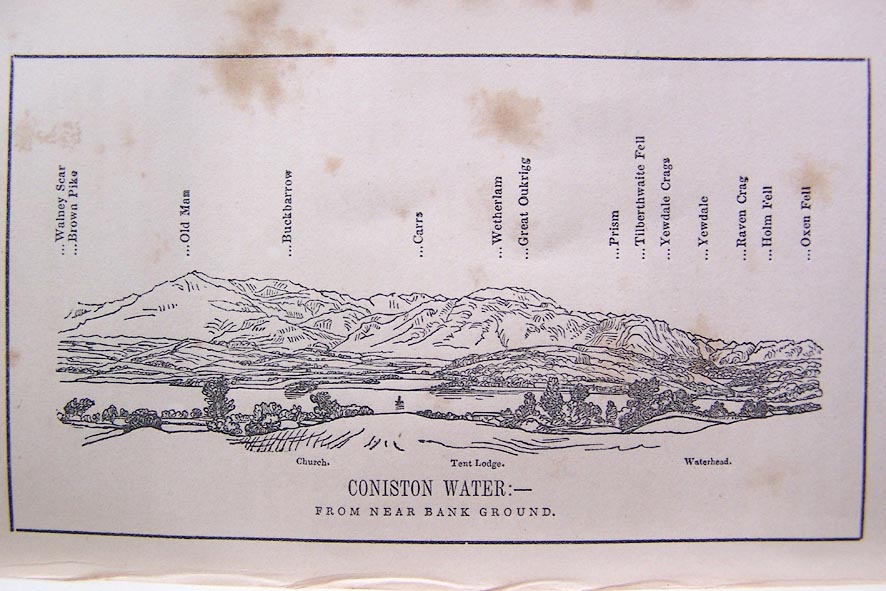 ...Walney Scar
...Brown Pike
...Old Man
...Buckbarrow
...Carrs
...Wetherlam
...Great Oukrigg
...Prism
...Tilberthwaite Fell
...Yewdale Crags
...Yewdale
...Raven Crag
...Holm Fell
...Oxen Fell
Church. Tent Lodge. Waterhead.
CONISTON WATER:—
FROM NEAR BANK GROUND.